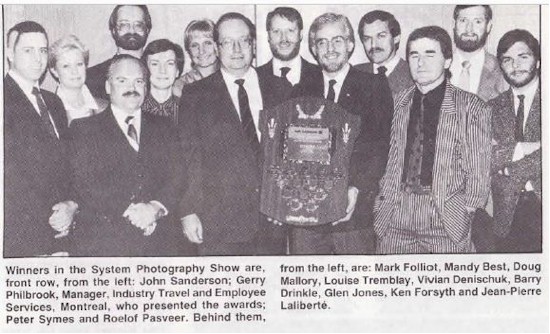 Winners in the System Photography Show are,
front row, from the left: John Sanderson; Gerry
Philbrook, Manager, Industry Travel and Employee
Services, Montreal, who presented the awards;
Peter Symes and Roelof Pasveer. Behind them,
from the left, are: Mark Folliot, Mandy Best, Doug
Mallory, Louise Tremblay, Vivian Denischuk, Barry
Drinkle, Glen Jones, Ken Forsyth and Jean-Pierre
Laliberté.